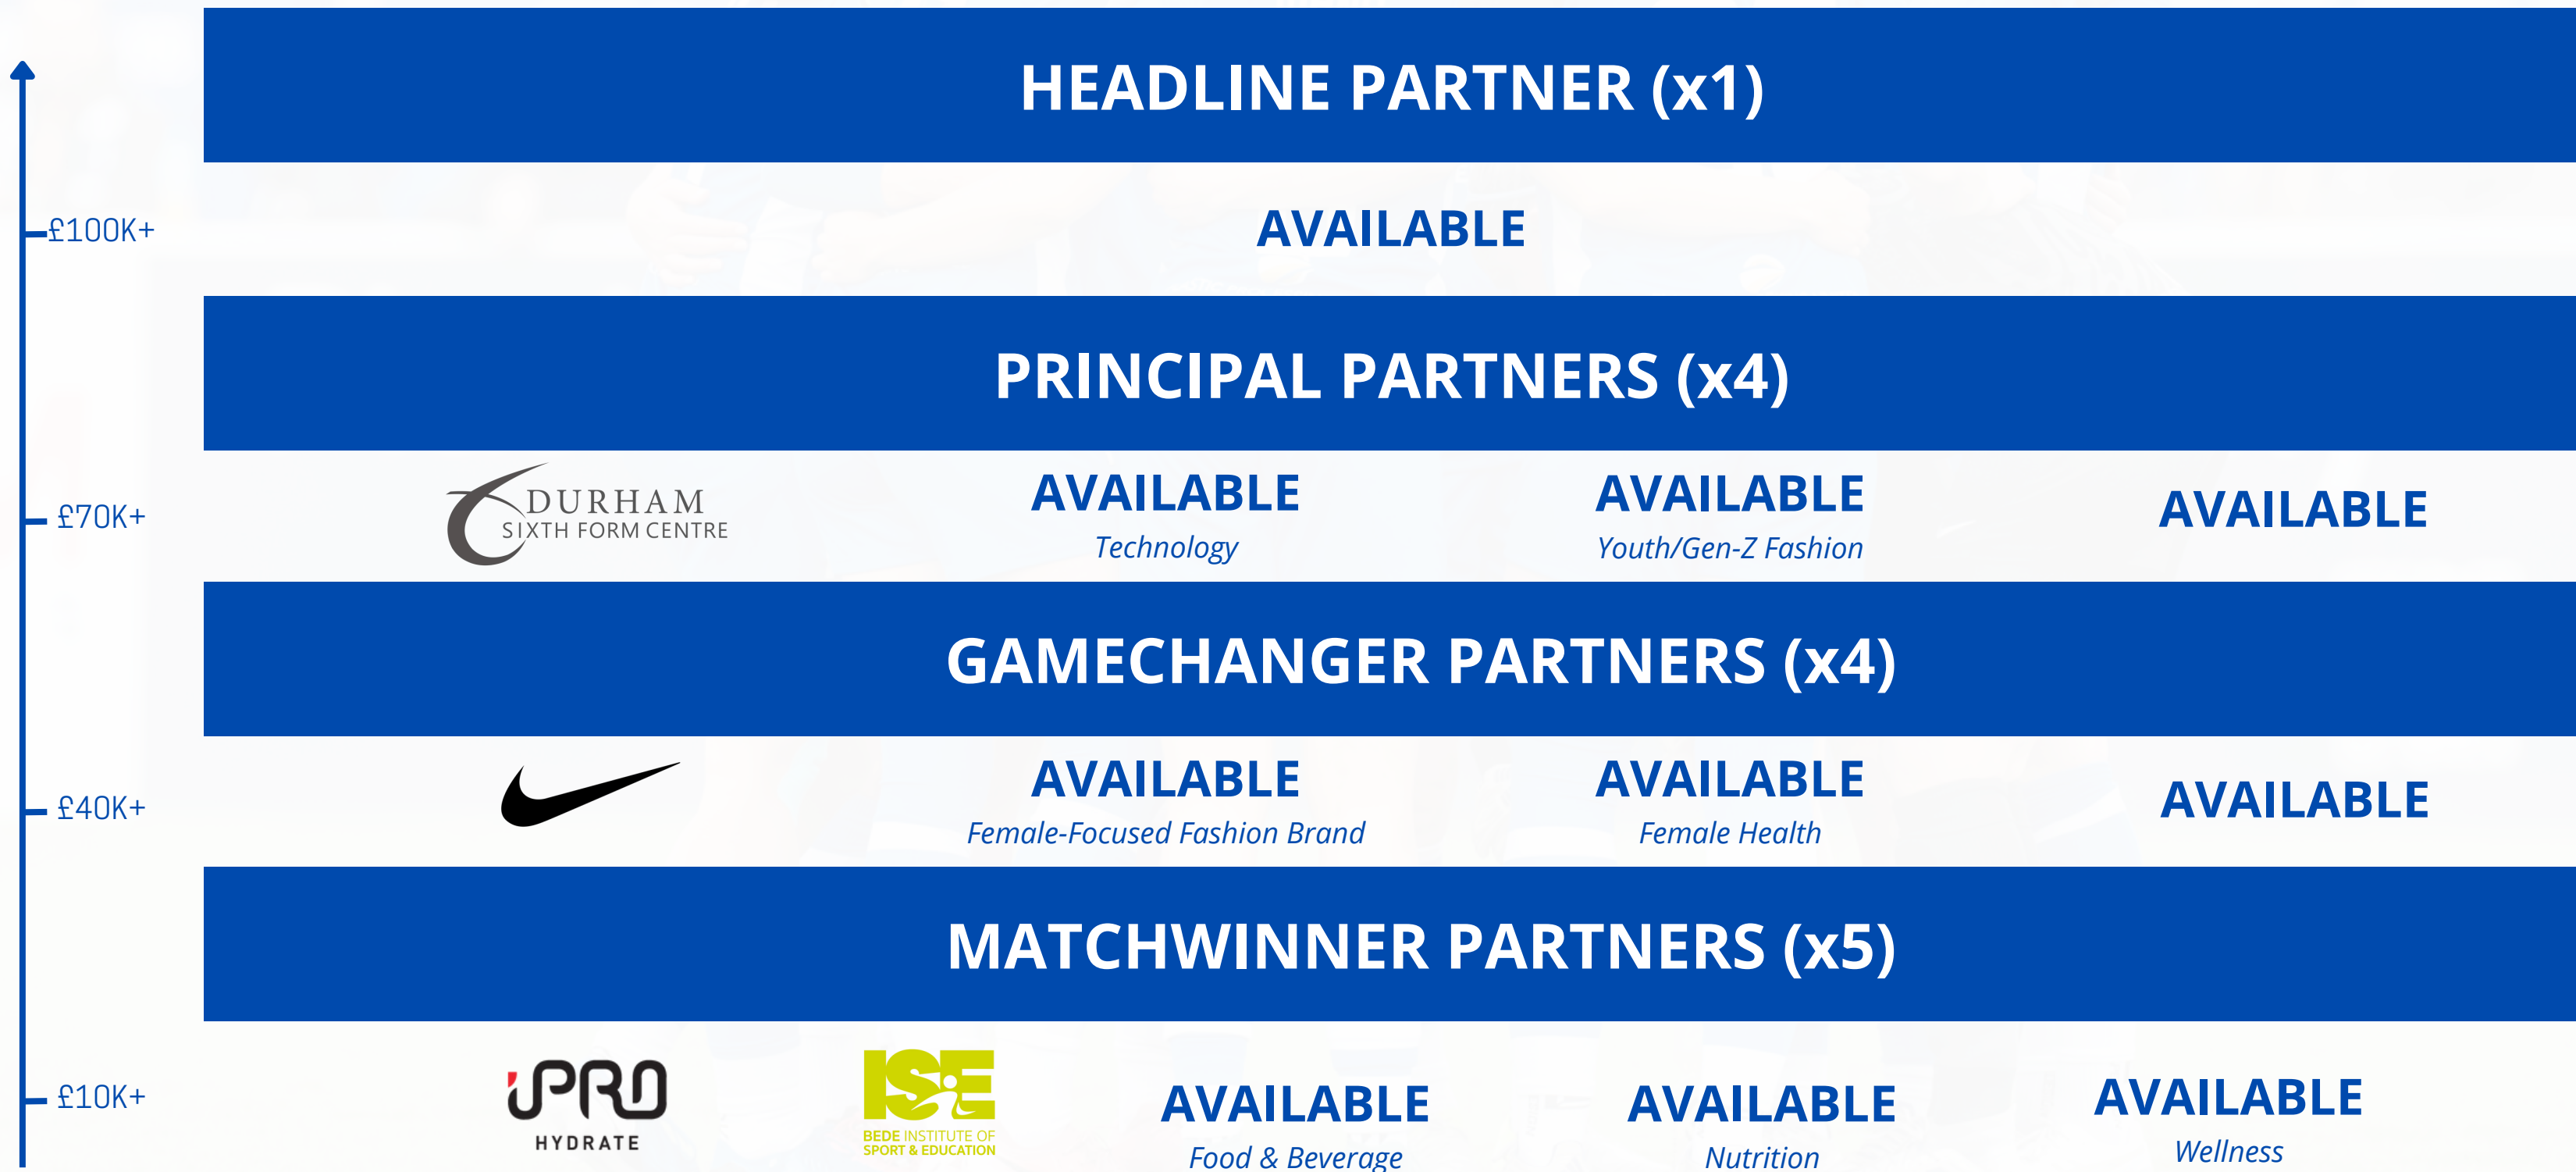 HEADLINE PARTNER (x1)
£100K+
AVAILABLE
PRINCIPAL PARTNERS (x4)
£70K+
DURHAM
SIXTH FORM CENTRE
AVAILABLE
Technology
AVAILABLE
Youth/Gen-Z Fashion
AVAILABLE
GAMECHANGER PARTNERS (x4)
£40K+
AVAILABLE
Female-Focused Fashion Brand
AVAILABLE
Female Health
AVAILABLE
MATCHWINNER PARTNERS (x5)
£10K+
iPRO
HYDRATE
ISE
BEDE INSTITUTE OF
SPORT & EDUCATION
AVAILABLE
Food & Beverage
AVAILABLE
Nutrition
AVAILABLE
Wellness